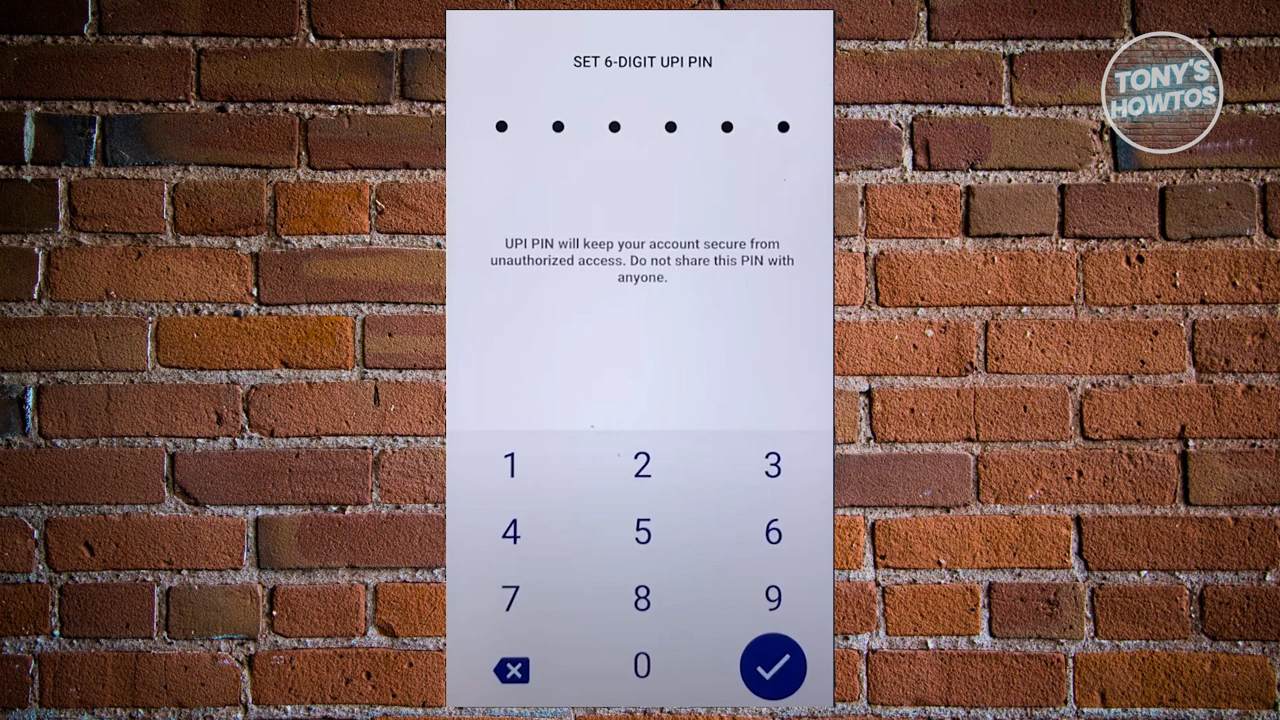 SET 6-DIGIT UPI PIN
TONY'S
HOWTOS
UPI PIN will keep your account secure from
unauthorized access. Do not share this PIN with
anyone.
1 2 3
4 5 6
7 8 9
0